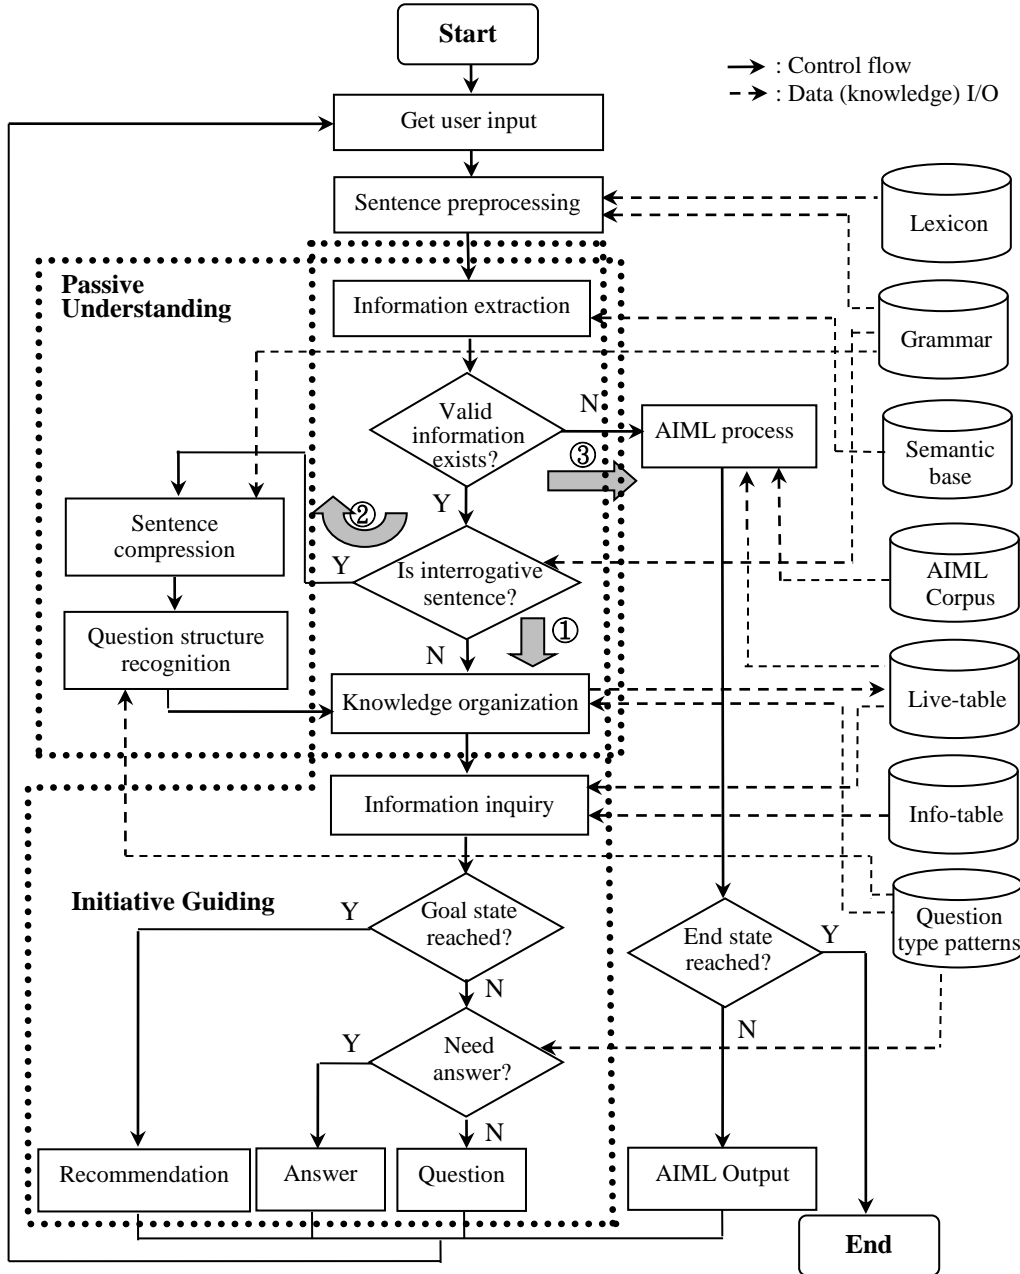 Start
: Control flow
: Data (knowledge) I/O
Get user input
Sentence preprocessing
Lexicon
Passive
Understanding
Information extraction
Grammar
Valid
information
exists?
N
AIML process
③
Semantic
base
Y
②
Sentence
compression
Y
Is interrogative
sentence?
AIML
Corpus
①
N
Question structure
recognition
Knowledge organization
Live-table
Information inquiry
Info-table
Initiative Guiding
Y
Goal state
reached?
N
Question
type patterns
End state
reached?
Y
N
Y
Need
answer?
N
Recommendation
Answer
Question
AIML Output
End